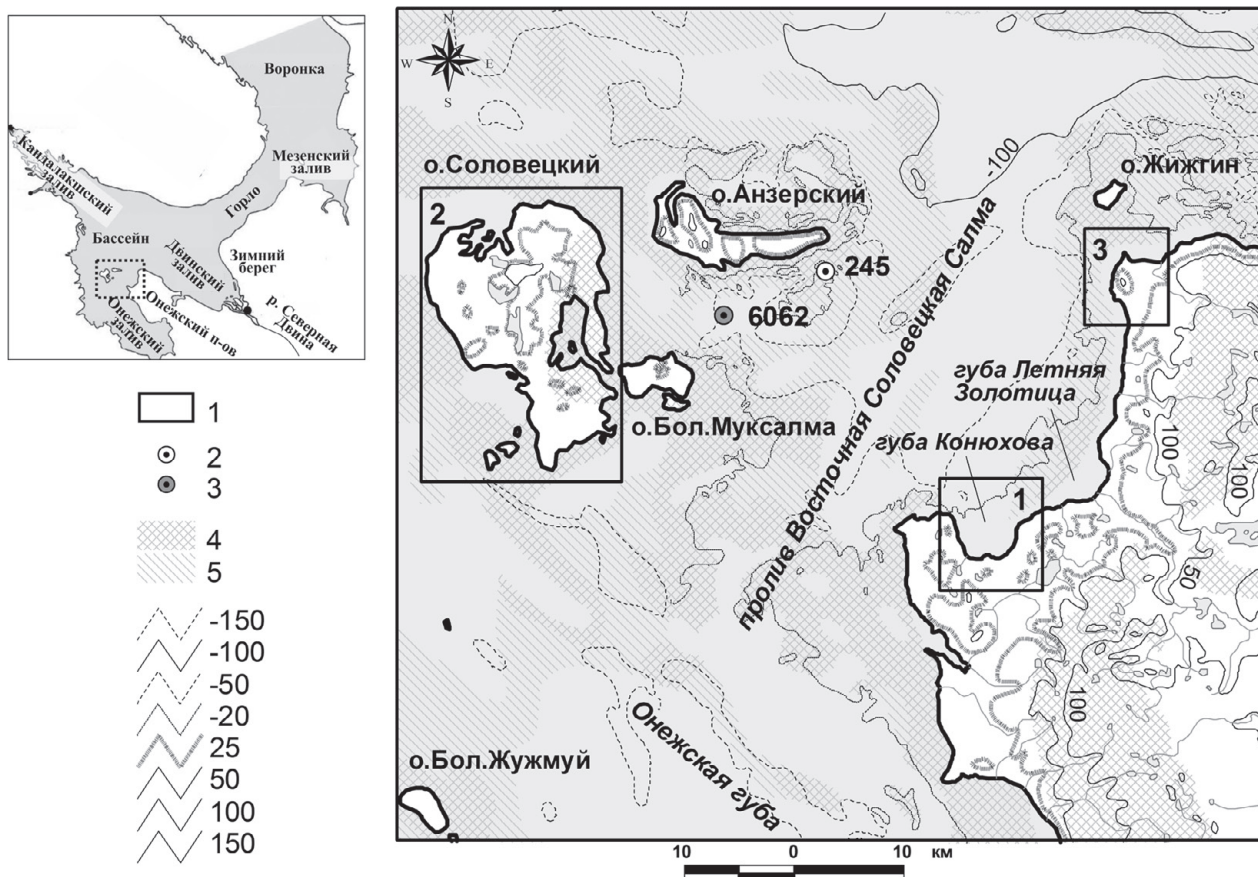 Воронка
Мезенский
залив
Кандалакшский
залив
Горло
Бассейн
Двинский
залив
Зимний
берег
Онежский
залив
Онежский п-ов
р. Северная
Двина
1
2
3
4
5
-150
-100
-50
-20
25
50
100
150
N
W
E
S
о.Соловецкий
2
о.Анзерский
-100
о.Жижгин
3
245
6062
о.Бол.Муксалма
пролив Восточная Соловецкая Салма
губа Летняя
Золотица
губа Конюхова
1
100
100
50
100
Онежская губа
о.Бол.Жужмуй
10
0
10
км